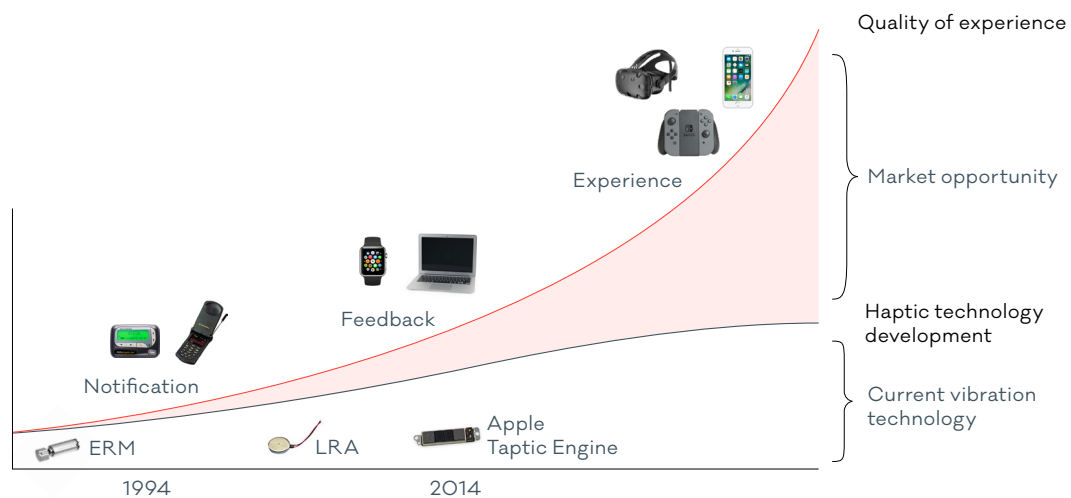 Quality of experience
Experience
Market opportunity
Feedback
Haptic technology
development
Notification
Current vibration
technology
ERM
LRA
Apple
Taptic Engine
1994
2014